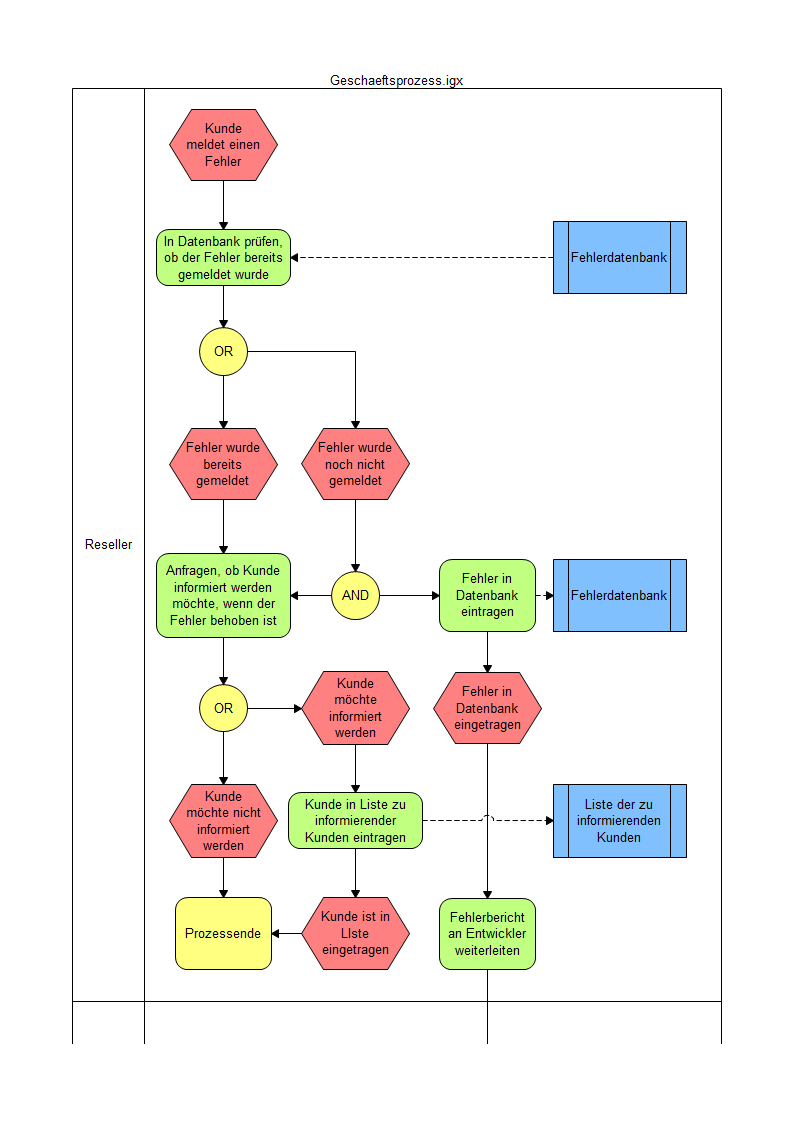 Geschaeftsprozess.igx
Kunde
meldet einen
Fehler
In Datenbank prüfen,
ob der Fehler bereits
gemeldet wurde
Fehlerdatenbank
OR
Fehler wurde
bereits
gemeldet
Fehler wurde
noch nicht
gemeldet
Reseller
Anfragen, ob Kunde
informiert werden
möchte, wenn der
Fehler behoben ist
AND
Fehler in
Datenbank
eintragen
Fehlerdatenbank
OR
Kunde
möchte
informiert
werden
Fehler in
Datenbank
eingetragen
Kunde
möchte nicht
informiert
werden
Kunde in Liste zu
informierender
Kunden eintragen
Liste der zu
informierenden
Kunden
Prozessende
Kunde ist in
LIste
eingetragen
Fehlerbericht
an Entwickler
weiterleiten